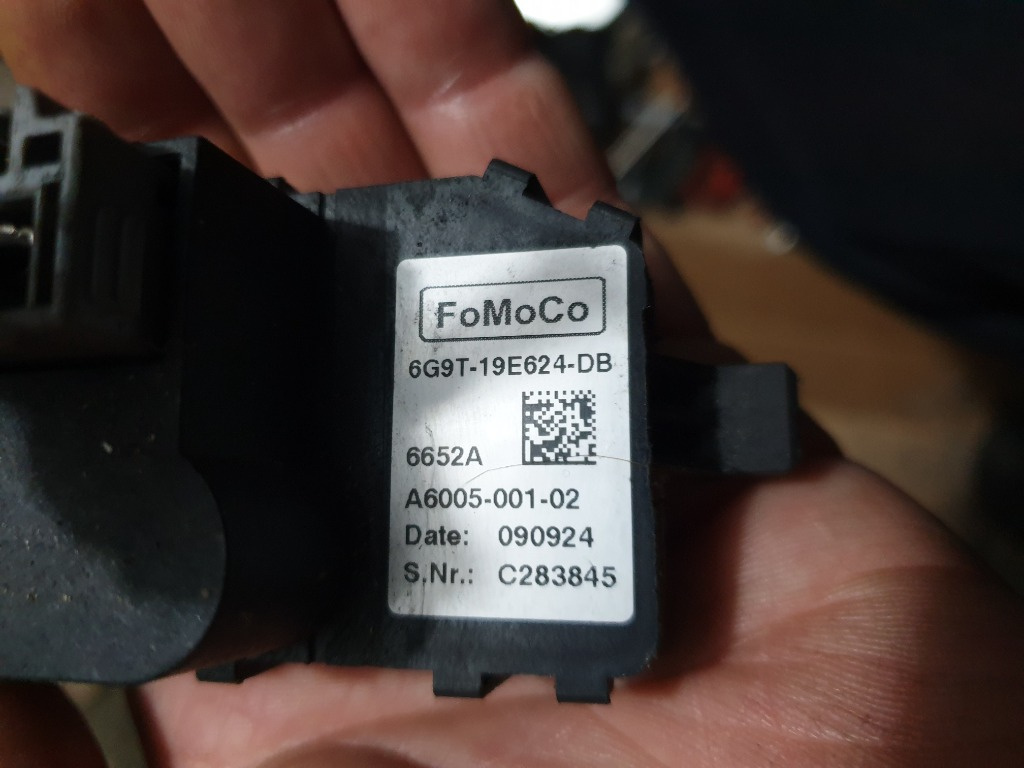 FoMoCo
6G9T-19E624-DB
6652A
A6005-001-02
Date: 090924
S.Nr.: C283845